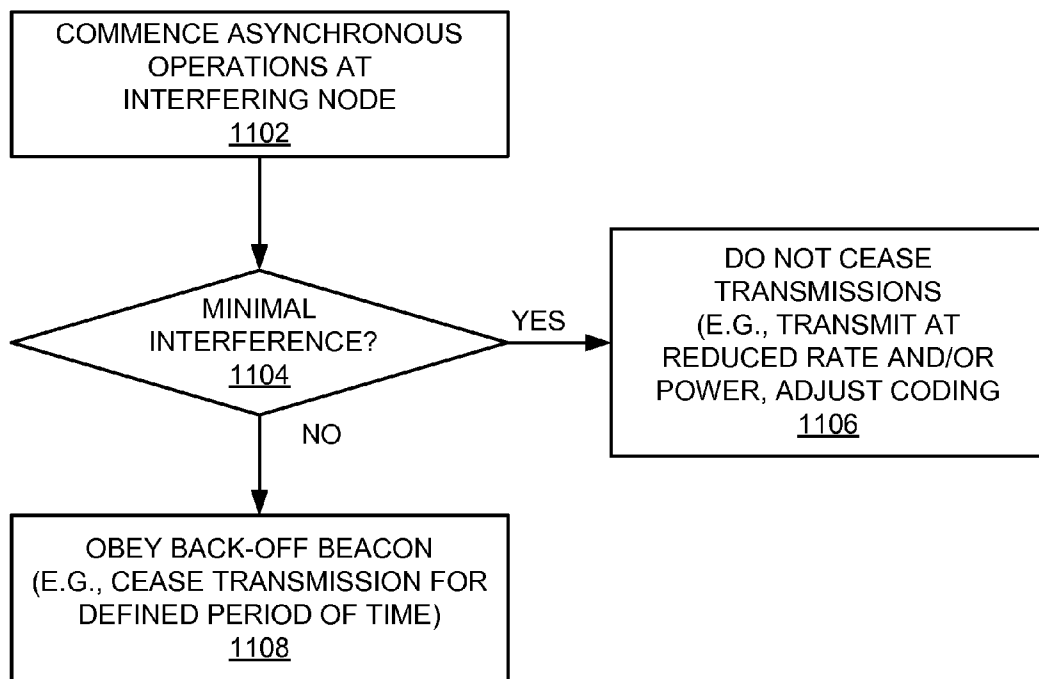 COMMENCE ASYNCHRONOUS
OPERATIONS AT
INTERFERING NODE
1102
MINIMAL
INTERFERENCE?
1104
YES
DO NOT CEASE
TRANSMISSIONS
(E.G., TRANSMIT AT
REDUCED RATE AND/OR
POWER, ADJUST CODING
1106
NO
OBEY BACK-OFF BEACON
(E.G., CEASE TRANSMISSION FOR
DEFINED PERIOD OF TIME)
1108